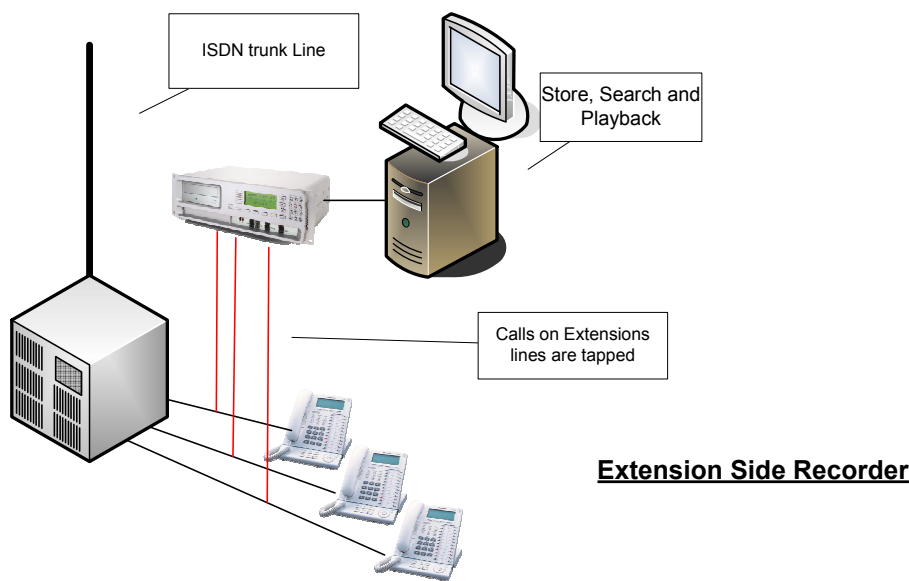 ISDN trunk Line
Store, Search and
Playback
Calls on Extensions
lines are tapped
Extension Side Recorder